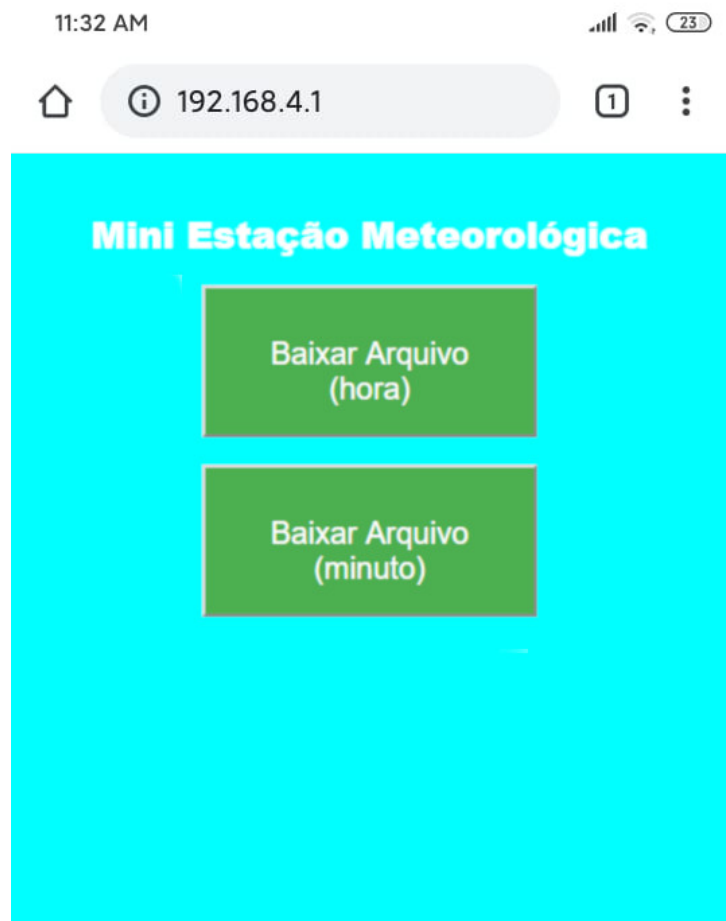 11:32 AM
23
192.168.4.1
1
Mini Estação Meteorológica
Baixar Arquivo
(hora)
Baixar Arquivo
(minuto)